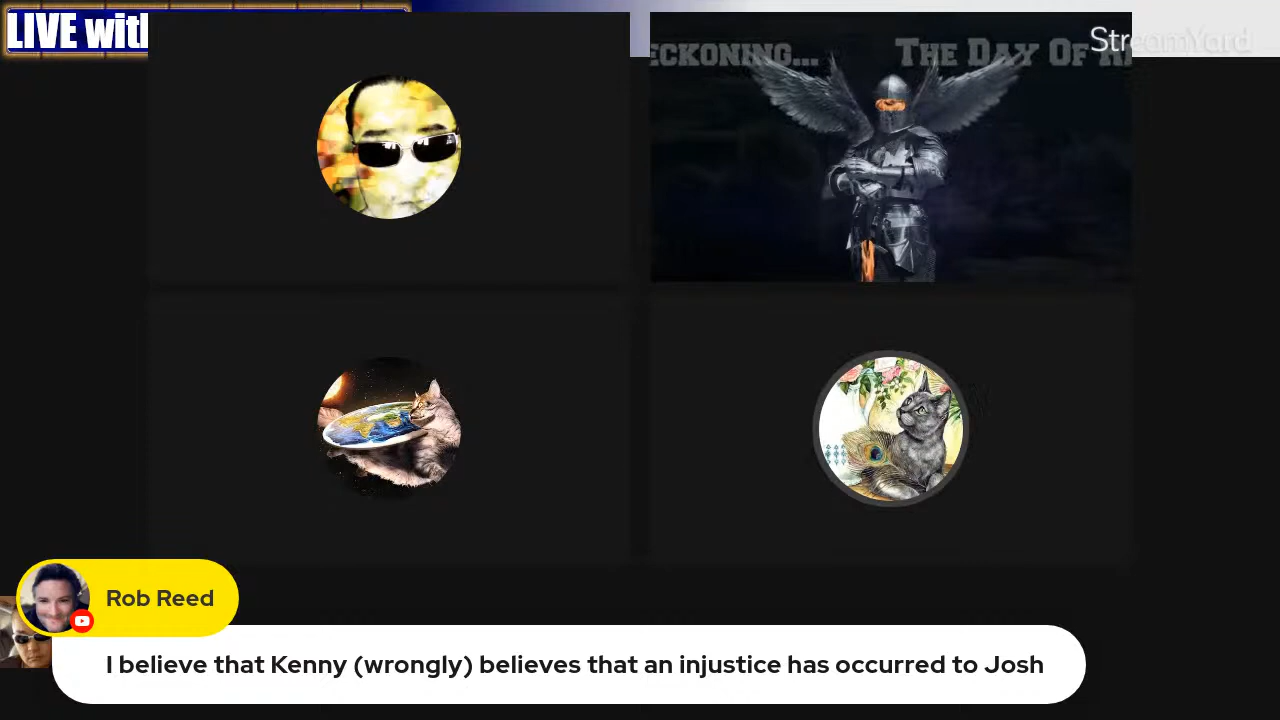 LIVE with
ECKONING... THE DAY OF R
StreamYard
Rob Reed
I believe that Kenny (wrongly) believes that an injustice has occurred to Josh